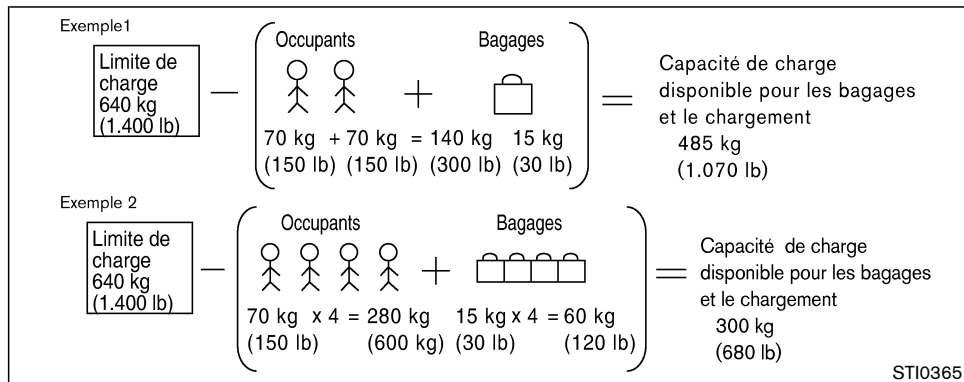 Exemple1
Occupants Bagages
Limite de
charge
640 kg
(1.400 lb)
70 kg + 70 kg = 140 kg 15 kg
(150 lb) (150 lb) (300 lb) (30 lb)
Capacité de charge
disponible pour les bagages
et le chargement
485 kg
(1.070 lb)
Exemple 2
Occupants Bagages
Limite de
charge
640 kg
(1.400 lb)
70 kg x 4 = 280 kg 15 kg x 4 = 60 kg
(150 lb) (600 kg) (30 lb) (120 lb)
Capacité de charge
disponible pour les bagages
et le chargement
300 kg
(680 lb)
STI0365